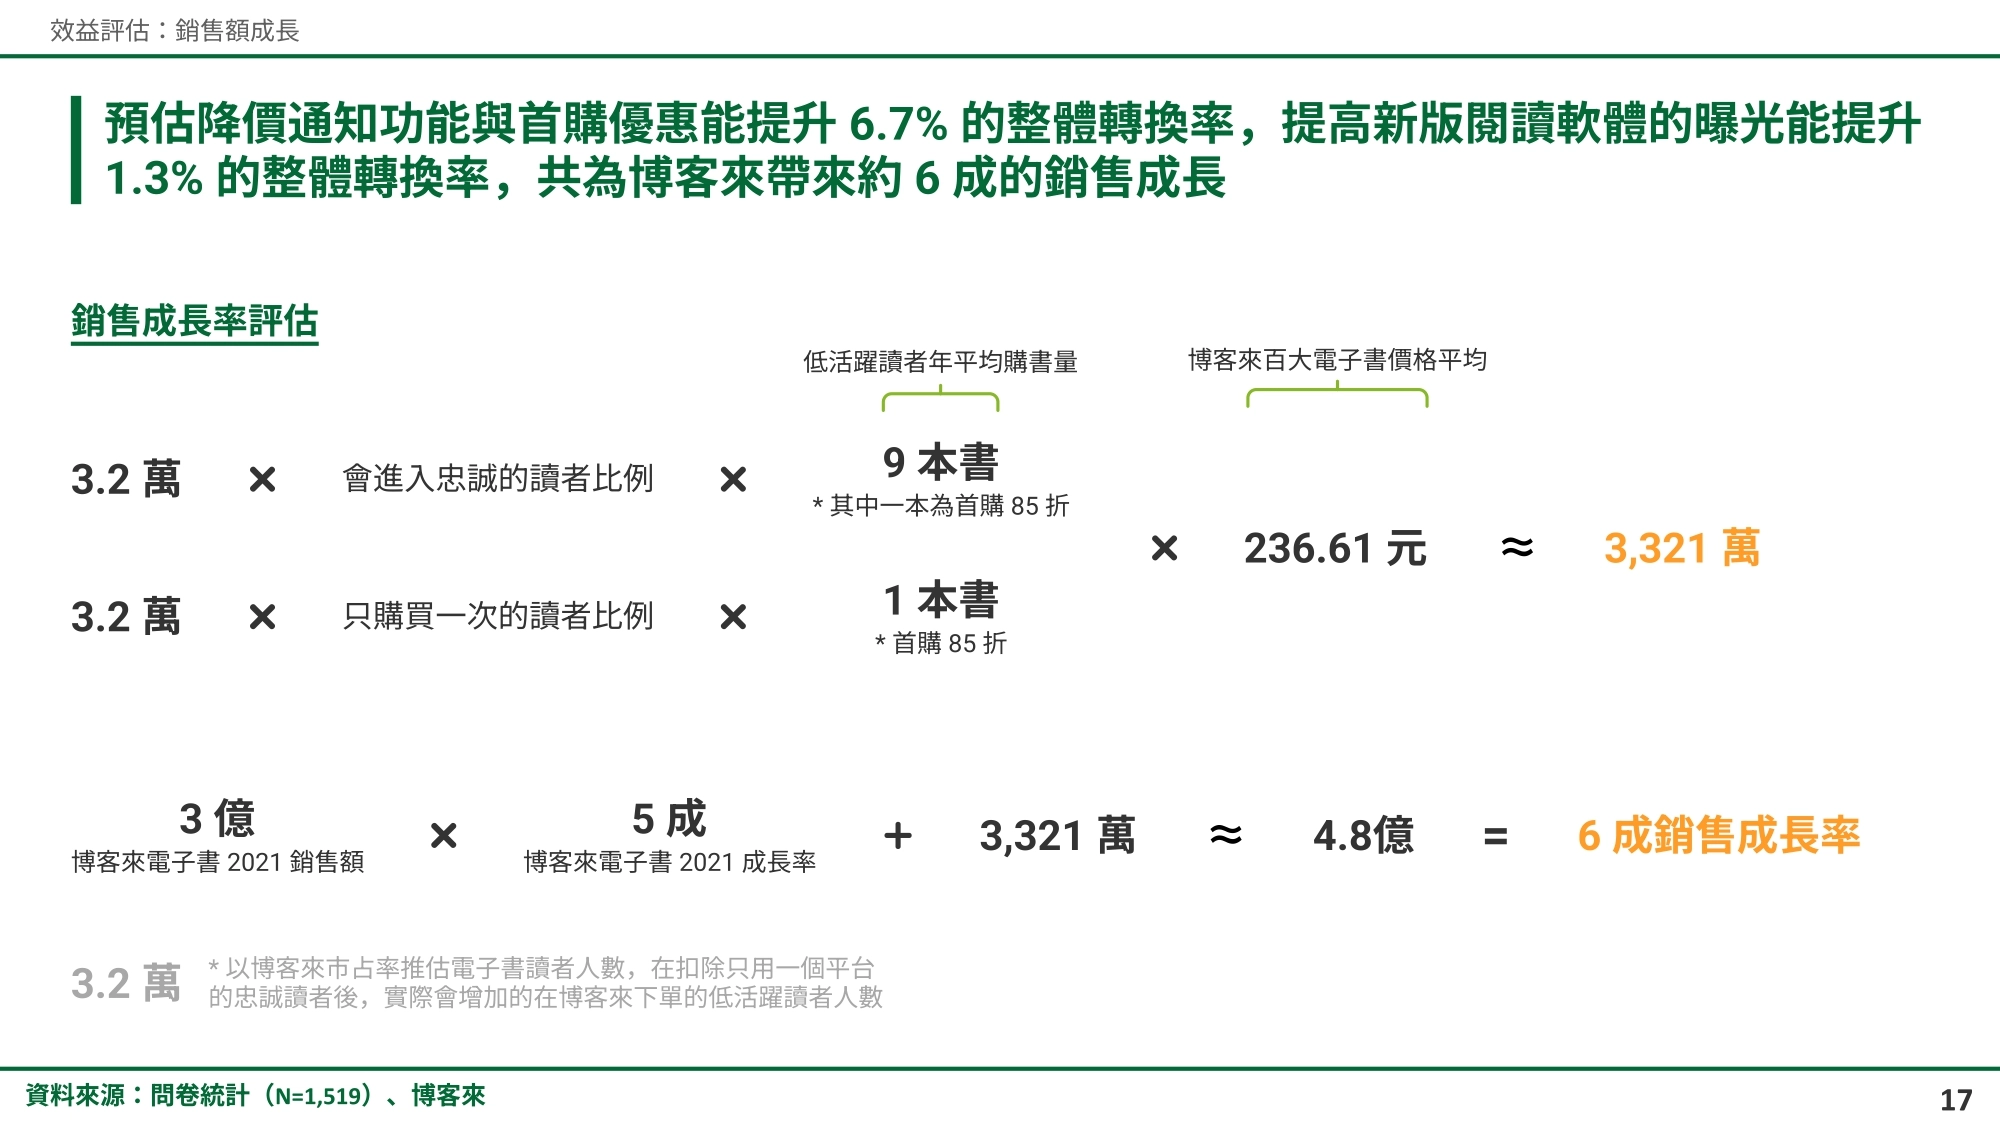 效益評估：銷售額成長
預估降價通知功能與首購優惠能提升 6.7% 的整體轉換率，提高新版閱讀軟體的曝光能提升
1.3% 的整體轉換率，共為博客來帶來約 6 成的銷售成長
銷售成長率評估
低活躍讀者年平均購書量
博客來百大電子書價格平均
3.2 萬 × 會進入忠誠的讀者比例 × 9 本書
* 其中一本為首購 85 折
× 236.61 元 ≈ 3,321 萬
3.2 萬 × 只購買一次的讀者比例 × 1 本書
* 首購 85 折
3 億 × 5 成 + 3,321 萬 ≈ 4.8億 = 6 成銷售成長率
博客來電子書 2021 銷售額
博客來電子書 2021 成長率
3.2 萬
* 以博客來市占率推估電子書讀者人數，在扣除只用一個平台
的忠誠讀者後，實際會增加的在博客來下單的低活躍讀者人數
資料來源：問卷統計（N=1,519）、博客來
17